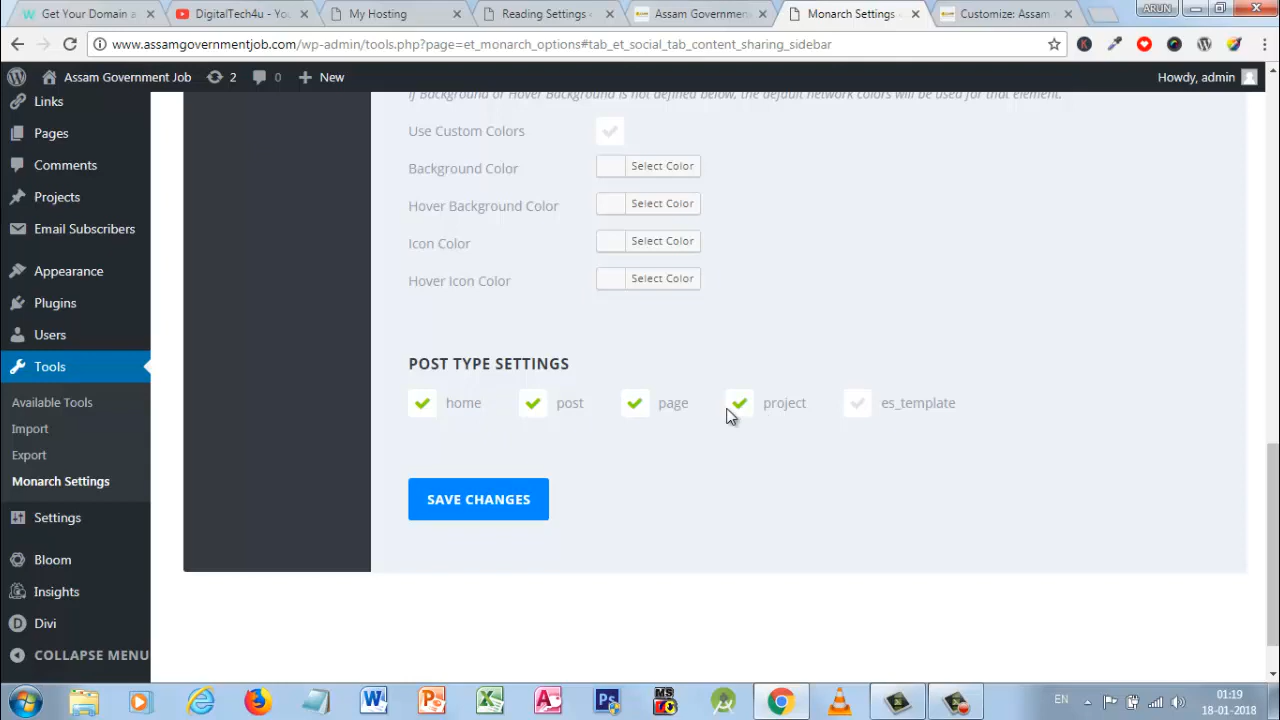 Get Your Domain a
DigitalTech4u - You
My Hosting
Reading Settings
Assam Government
Monarch Settings
Customize: Assam
ARUN
www.assamgovernmentjob.com/wp-admin/tools.php?page=et_monarch_options#tab_et_social_tab_content_sharing_sidebar
Assam Government Job
2
0
New
Howdy, admin
Links
Pages
Comments
Projects
Email Subscribers
Appearance
Plugins
Users
Tools
Available Tools
Import
Export
Monarch Settings
Settings
Bloom
Insights
Divi
COLLAPSE MENU
If Background or Hover Background is not defined below, the default network colors will be used for that element.
Use Custom Colors
Background Color Select Color
Hover Background Color Select Color
Icon Color Select Color
Hover Icon Color Select Color
POST TYPE SETTINGS
home post page project es_template
SAVE CHANGES
EN
01:19
18-01-2018